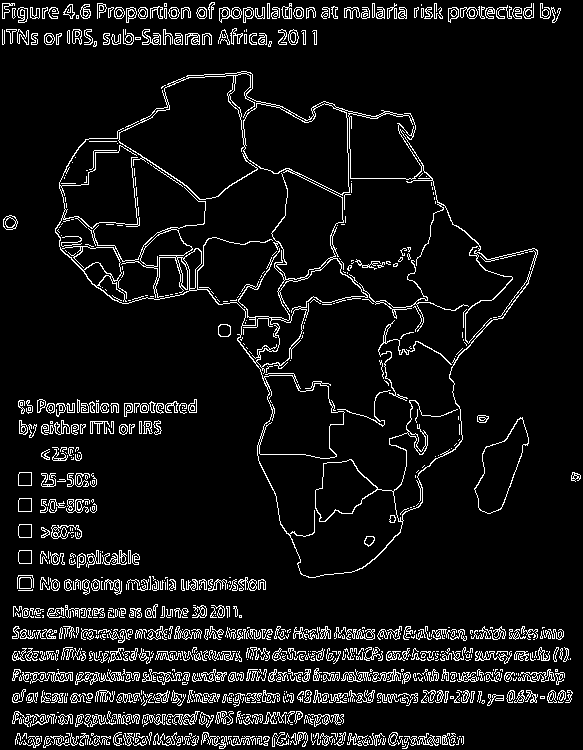 Figure 4.6 Proportion of population at malaria risk protected by
ITNs or IRS, sub-Saharan Africa, 2011
% Population protected
by either ITN or IRS
<25%
25–50%
50–80%
>80%
Not applicable
No ongoing malaria transmission
Note: estimates are as of June 30 2011.
Source: ITN coverage model from the Institute for Health Metrics and Evaluation, which takes into
account ITNs supplied by manufacturers, ITNs delivered by NMCPs and household survey results (1).
Proportion population sleeping under an ITN derived from relationship with household ownership
of at least one ITN analyzed by linear regression in 48 household surveys 2001-2011, y= 0.67x - 0.03
Proportion population protected by IRS from NMCP reports
Map production: Global Malaria Programme (GMP) World Health Organization